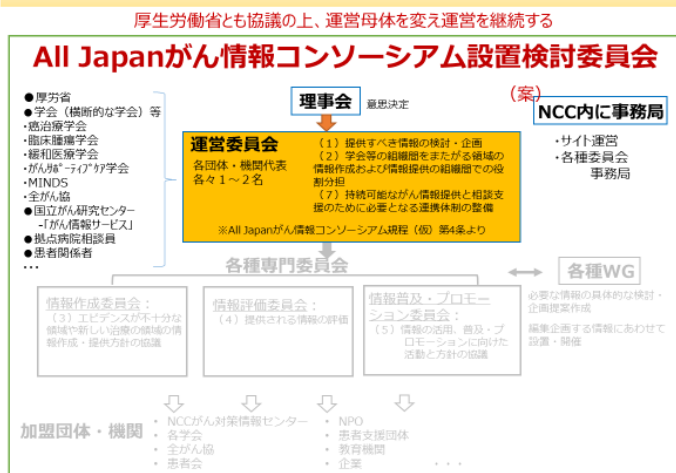 厚生労働省とも協議の上、運営母体を変え運営を継続する
All Japanがん情報コンソーシアム設置検討委員会
（案）
●厚労省
●学会（横断的な学会）等
・癌治療学会
・臨床腫瘍学会
・緩和医療学会
・がんサポーティブケア学会
・MINDS
・全がん協
●国立がん研究センター
-「がん情報サービス」
●拠点病院相談員
●患者関係者
・・・
理事会
意思決定
運営委員会
各団体・機関代表
各々１～２名
（１）提供すべき情報の検討・企画
（２）学会等の組織間をまたがる領域の
情報作成および情報提供の組織間での役
割分担
（７）持続可能ながん情報提供と相談支
援のために必要となる連携体制の整備
※All Japanがん情報コンソーシアム規程（仮）第4条より
NCC内に事務局
・サイト運営
・各種委員会
事務局
各種専門委員会
情報作成委員会：
（３）エビデンスが不十分な
領域や新しい治療の領域の情
報作成・提供方針の協議
情報評価委員会：
（４）提供される情報の評価
情報普及・プロモー
ション委員会：
（５）情報の活用、普及・プ
ロモーションに向けた
活動と方針の協議
各種WG
必要な情報の具体的な検討・
企画提案作成
編集企画する情報にあわせて
設置・開催
加盟団体・機関
・ NCCがん対策情報センター
・ 各学会
・ 全がん協
・ 患者会
・ NPO
・ 患者支援団体
・ 教育機関
・ 企業
・・・